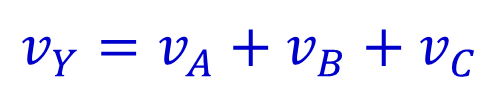 v_Y = v_A + v_B + v_C